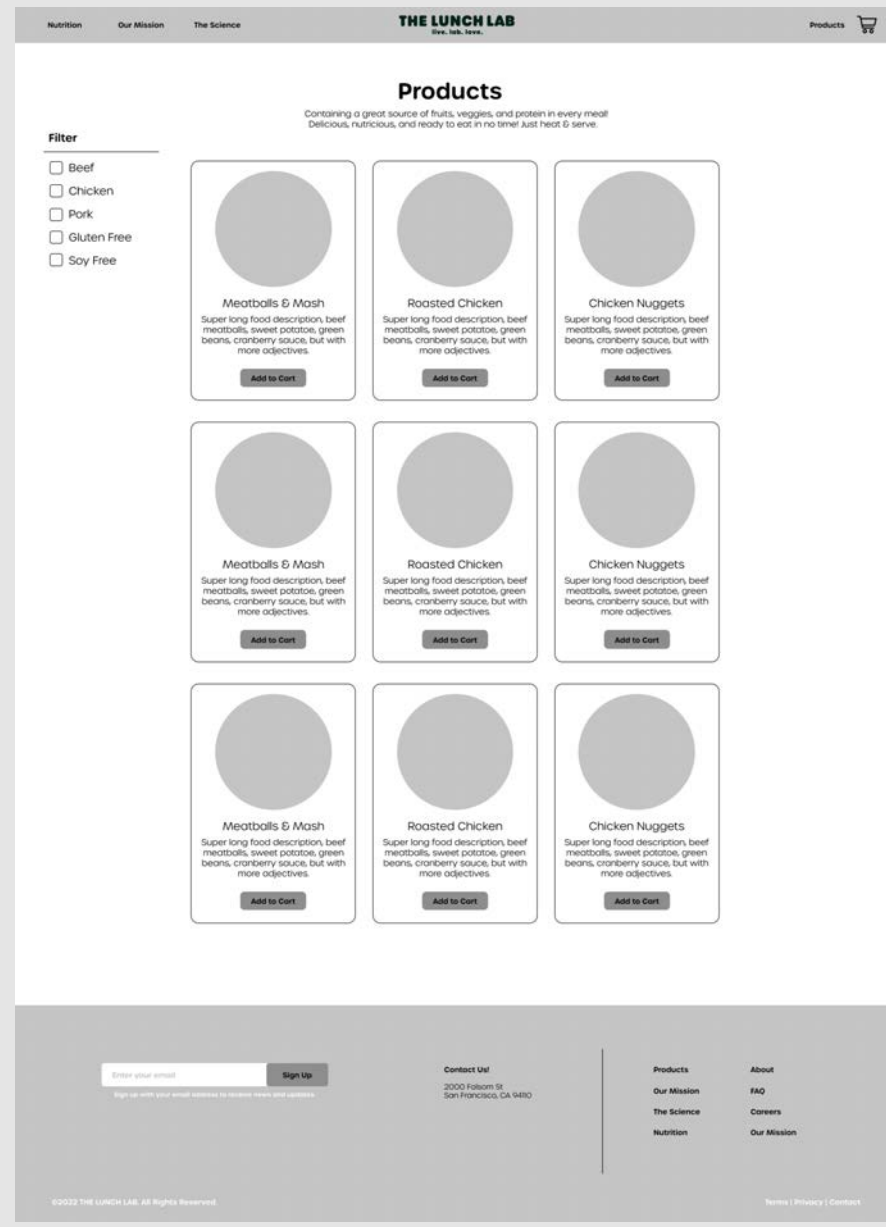 Nutrition Our Mission The Science THE LUNCH LAB Products
live. lab. love.
Products
Containing a great source of fruits, veggies, and protein in every meal!
Delicious, nutricious, and ready to eat in no time! Just heat & serve.
Filter
Beef
Chicken
Pork
Gluten Free
Soy Free
Meatballs & Mash
Super long food description, beef
meatballs, sweet potatoe, green
beans, cranberry sauce, but with
more adjectives.
Add to Cart
Roasted Chicken
Super long food description, beef
meatballs, sweet potatoe, green
beans, cranberry sauce, but with
more adjectives.
Add to Cart
Chicken Nuggets
Super long food description, beef
meatballs, sweet potatoe, green
beans, cranberry sauce, but with
more adjectives.
Add to Cart
Meatballs & Mash
Super long food description, beef
meatballs, sweet potatoe, green
beans, cranberry sauce, but with
more adjectives.
Add to Cart
Roasted Chicken
Super long food description, beef
meatballs, sweet potatoe, green
beans, cranberry sauce, but with
more adjectives.
Add to Cart
Chicken Nuggets
Super long food description, beef
meatballs, sweet potatoe, green
beans, cranberry sauce, but with
more adjectives.
Add to Cart
Meatballs & Mash
Super long food description, beef
meatballs, sweet potatoe, green
beans, cranberry sauce, but with
more adjectives.
Add to Cart
Roasted Chicken
Super long food description, beef
meatballs, sweet potatoe, green
beans, cranberry sauce, but with
more adjectives.
Add to Cart
Chicken Nuggets
Super long food description, beef
meatballs, sweet potatoe, green
beans, cranberry sauce, but with
more adjectives.
Add to Cart
Enter your email Sign Up
Sign up with your email address to receive news and updates.
Contact Us!
2000 Folsom St
San Francisco, CA 94110
Products
Our Mission
The Science
Nutrition
About
FAQ
Careers
Our Mission
©2022 THE LUNCH LAB. All Rights Reserved.
Terms | Privacy | Contact